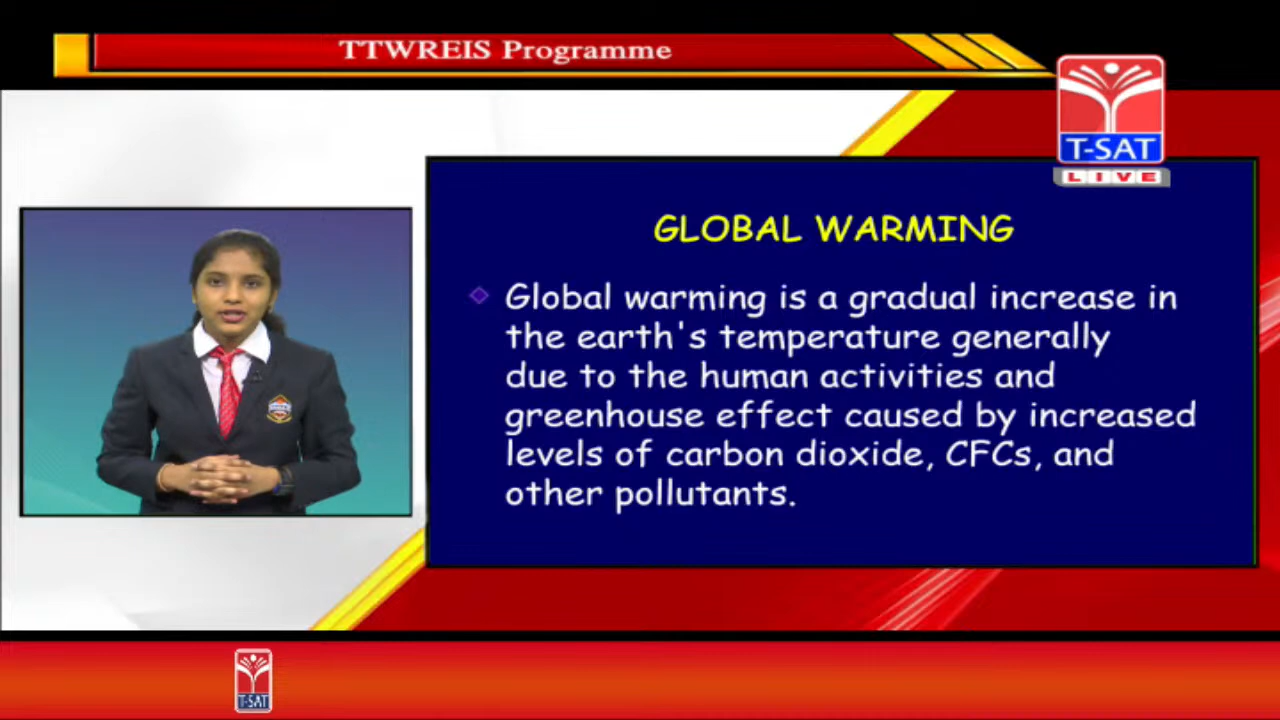 TTWREIS Programme
T-SAT
LIVE
GLOBAL WARMING
Global warming is a gradual increase in
the earth's temperature generally
due to the human activities and
greenhouse effect caused by increased
levels of carbon dioxide, CFCs, and
other pollutants.
T-SAT